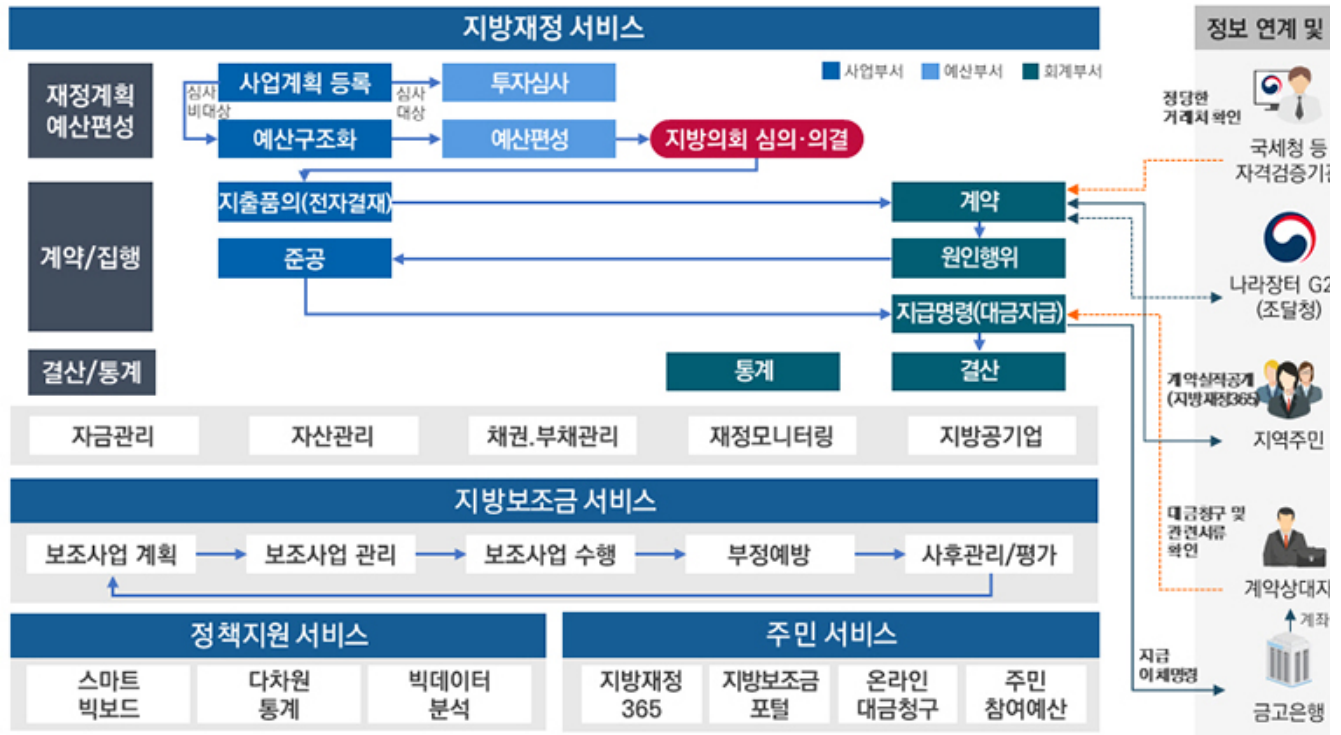 지방재정 서비스
정보 연계 및
사업부서
예산부서
회계부서
재정계획
예산편성
사업계획 등록
투자심사
심사
비대상
심사
대상
예산구조화
예산편성
지방의회 심의·의결
정당한
거래처 확인
국세청 등
자격검증기관
계약/집행
지출품의(전자결재)
계약
준공
원인행위
지급명령(대금지급)
나라장터 G2
(조달청)
결산/통계
통계
결산
계약실적공개
(지방재정365)
지역주민
자금관리
자산관리
채권.부채관리
재정모니터링
지방공기업
지방보조금 서비스
보조사업 계획
보조사업 관리
보조사업 수행
부정예방
사후관리/평가
대금청구 및
관련서류
확인
계약상대자
계좌
지급
이체명령
금고은행
정책지원 서비스
스마트
빅보드
다차원
통계
빅데이터
분석
주민 서비스
지방재정
365
지방보조금
포털
온라인
대금청구
주민
참여예산